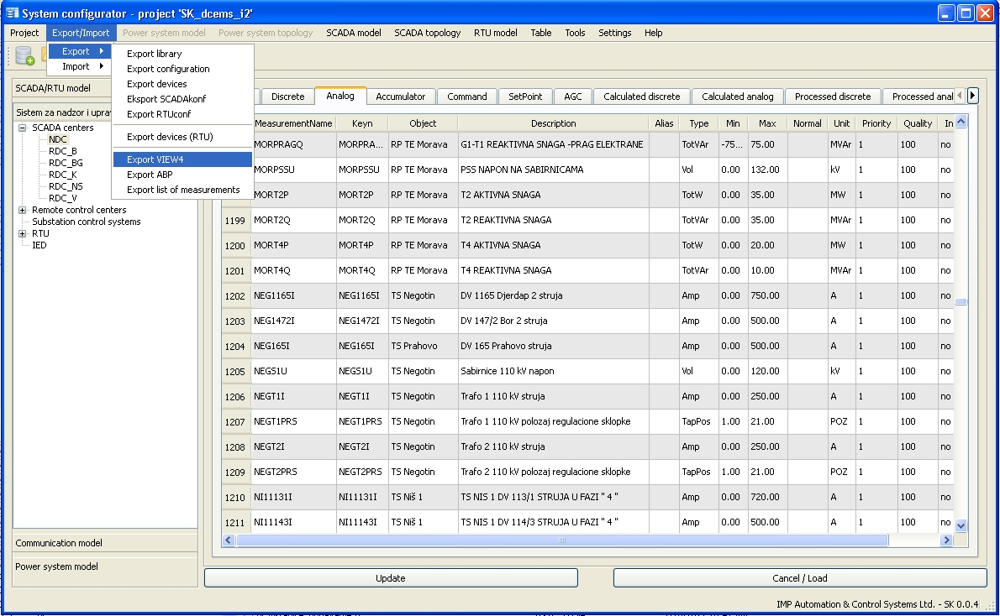 System configurator - project 'SK_dcems_i2'
Project Export/Import Power system model Power system topology SCADA model SCADA topology RTU model Table Tools Settings Help
Export
Import
Export library
Export configuration
Export devices
Eksport SCADAkonf
Export RTUconf
Export devices (RTU)
Export VIEW4
Export ABP
Export list of measurements
SCADA/RTU model
Sistem za nadzor i uprav
SCADA centers
NDC
RDC_B
RDC_BG
RDC_K
RDC_NS
RDC_V
Remote control centers
Substation control systems
RTU
IED
Communication model
Power system model
Discrete Analog Accumulator Command SetPoint AGC Calculated discrete Calculated analog Processed discrete Processed anal
MeasurementName Keyn Object Description Alias Type Min Max Normal Unit Priority Quality In
MORPRAGQ MORPRA... RP TE Morava G1-T1 REAKTIVNA SNAGA -PRAG ELEKTRANE TotVAr -75... 75.00 MVAr 1 100 no
MORPSSU MORPSSU RP TE Morava PSS NAPON NA SABIRNICAMA Vol 0.00 132.00 kV 1 100 no
MORT2P MORT2P RP TE Morava T2 AKTIVNA SNAGA TotW 0.00 35.00 MW 1 100 no
1199 MORT2Q MORT2Q RP TE Morava T2 REAKTIVNA SNAGA TotVAr 0.00 35.00 MVAr 1 100 no
1200 MORT4P MORT4P RP TE Morava T4 AKTIVNA SNAGA TotW 0.00 20.00 MW 1 100 no
1201 MORT4Q MORT4Q RP TE Morava T4 REAKTIVNA SNAGA TotVAr 0.00 10.00 MVAr 1 100 no
1202 NEG1165I NEG1165I TS Negotin DV 1165 Djerdap 2 struja Amp 0.00 750.00 A 1 100 no
1203 NEG1472I NEG1472I TS Negotin DV 147/2 Bor 2 struja Amp 0.00 500.00 A 1 100 no
1204 NEG165I NEG165I TS Prahovo DV 165 Prahovo struja Amp 0.00 500.00 A 1 100 no
1205 NEGS1U NEGS1U TS Negotin Sabirnice 110 kV napon Vol 0.00 120.00 kV 1 100 no
1206 NEGT1I NEGT1I TS Negotin Trafo 1 110 kV struja Amp 0.00 250.00 A 1 100 no
1207 NEGT1PRS NEGT1PRS TS Negotin Trafo 1 110 kV polozaj regulacione sklopke TapPos 1.00 21.00 POZ 1 100 no
1208 NEGT2I NEGT2I TS Negotin Trafo 2 110 kV struja Amp 0.00 250.00 A 1 100 no
1209 NEGT2PRS NEGT2PRS TS Negotin Trafo 2 110 kV polozaj regulacione sklopke TapPos 1.00 21.00 POZ 1 100 no
1210 NI11131I NI11131I TS Niš 1 TS NIS 1 DV 113/1 STRUJA U FAZI " 4 " Amp 0.00 720.00 A 1 100 no
1211 NI11143I NI11143I TS Niš 1 TS NIS 1 DV 114/3 STRUJA U FAZI " 4 " Amp 0.00 500.00 A 1 100 no
Update Cancel / Load
IMP Automation & Control Systems Ltd. - SK 0.0.4